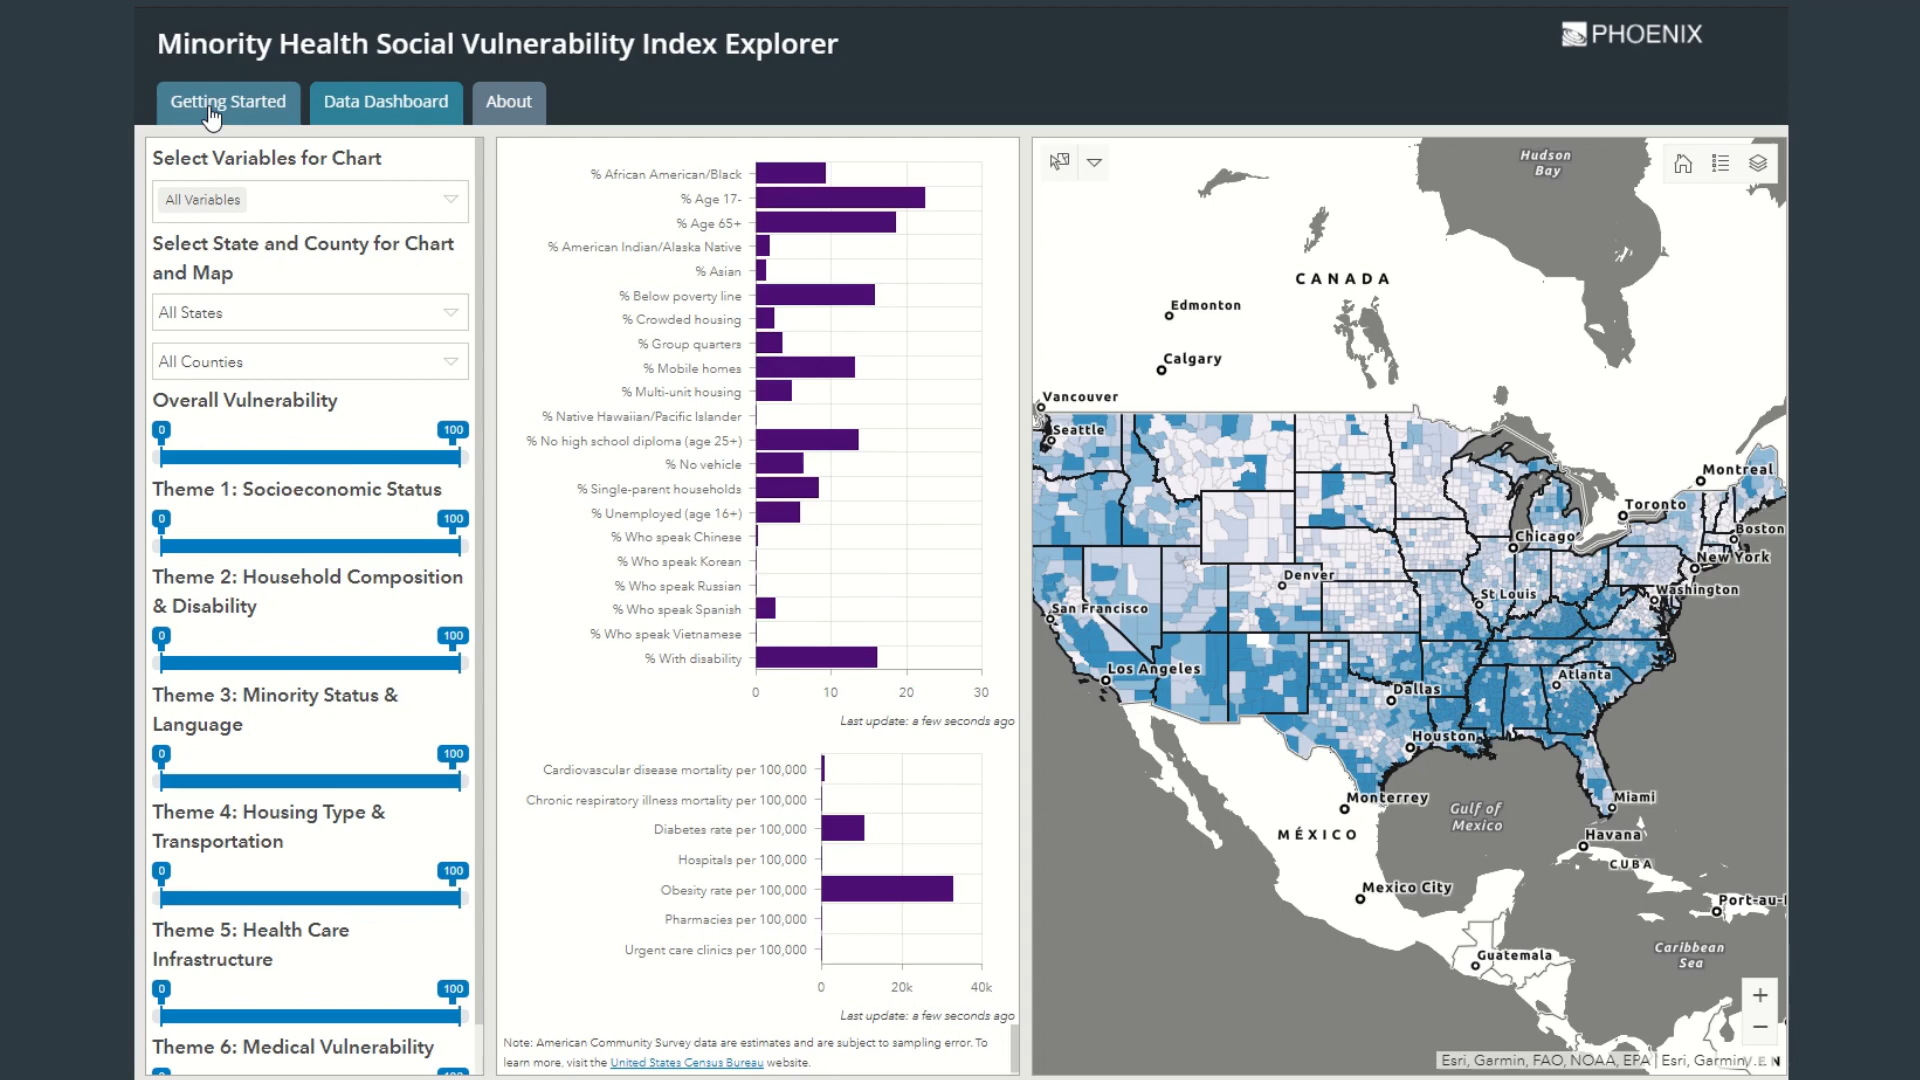 Minority Health Social Vulnerability Index Explorer
PHOENIX
Getting Started
Data Dashboard
About
Select Variables for Chart
All Variables
Select State and County for Chart
and Map
All States
All Counties
Overall Vulnerability
0
100
Theme 1: Socioeconomic Status
0
100
Theme 2: Household Composition
& Disability
0
100
Theme 3: Minority Status &
Language
0
100
Theme 4: Housing Type &
Transportation
0
100
Theme 5: Health Care
Infrastructure
0
100
Theme 6: Medical Vulnerability
% African American/Black
% Age 17-
% Age 65+
% American Indian/Alaska Native
% Asian
% Below poverty line
% Crowded housing
% Group quarters
% Mobile homes
% Multi-unit housing
% Native Hawaiian/Pacific Islander
% No high school diploma (age 25+)
% No vehicle
% Single-parent households
% Unemployed (age 16+)
% Who speak Chinese
% Who speak Korean
% Who speak Russian
% Who speak Spanish
% Who speak Vietnamese
% With disability
0
10
20
30
Last update: a few seconds ago
Cardiovascular disease mortality per 100,000
Chronic respiratory illness mortality per 100,000
Diabetes rate per 100,000
Hospitals per 100,000
Obesity rate per 100,000
Pharmacies per 100,000
Urgent care clinics per 100,000
0
20k
40k
Last update: a few seconds ago
Note: American Community Survey data are estimates and are subject to sampling error. To
learn more, visit the United States Census Bureau website.
Hudson
Bay
CANADA
Edmonton
Calgary
Vancouver
Seattle
Montreal
Toronto
Boston
Chicago
New York
Denver
Washington
St Louis
San Francisco
Los Angeles
Atlanta
Dallas
Houston
Miami
Monterrey
Gulf of
Mexico
MÉXICO
Havana
CUBA
Mexico City
Port-au-
Caribbean
Sea
Guatemala
+
−
Esri, Garmin, FAO, NOAA, EPA | Esri, Garmin